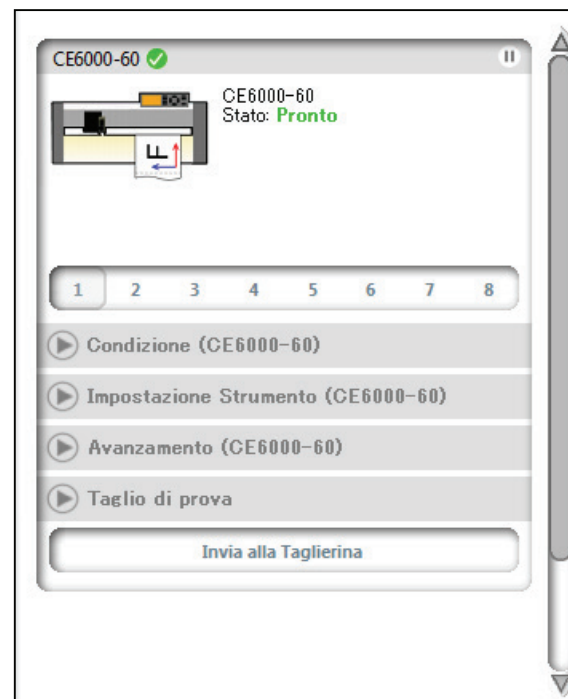 CE6000-60
CE6000-60
Stato: Pronto
F
1 2 3 4 5 6 7 8
Condizione (CE6000-60)
Impostazione Strumento (CE6000-60)
Avanzamento (CE6000-60)
Taglio di prova
Invia alla Taglierina